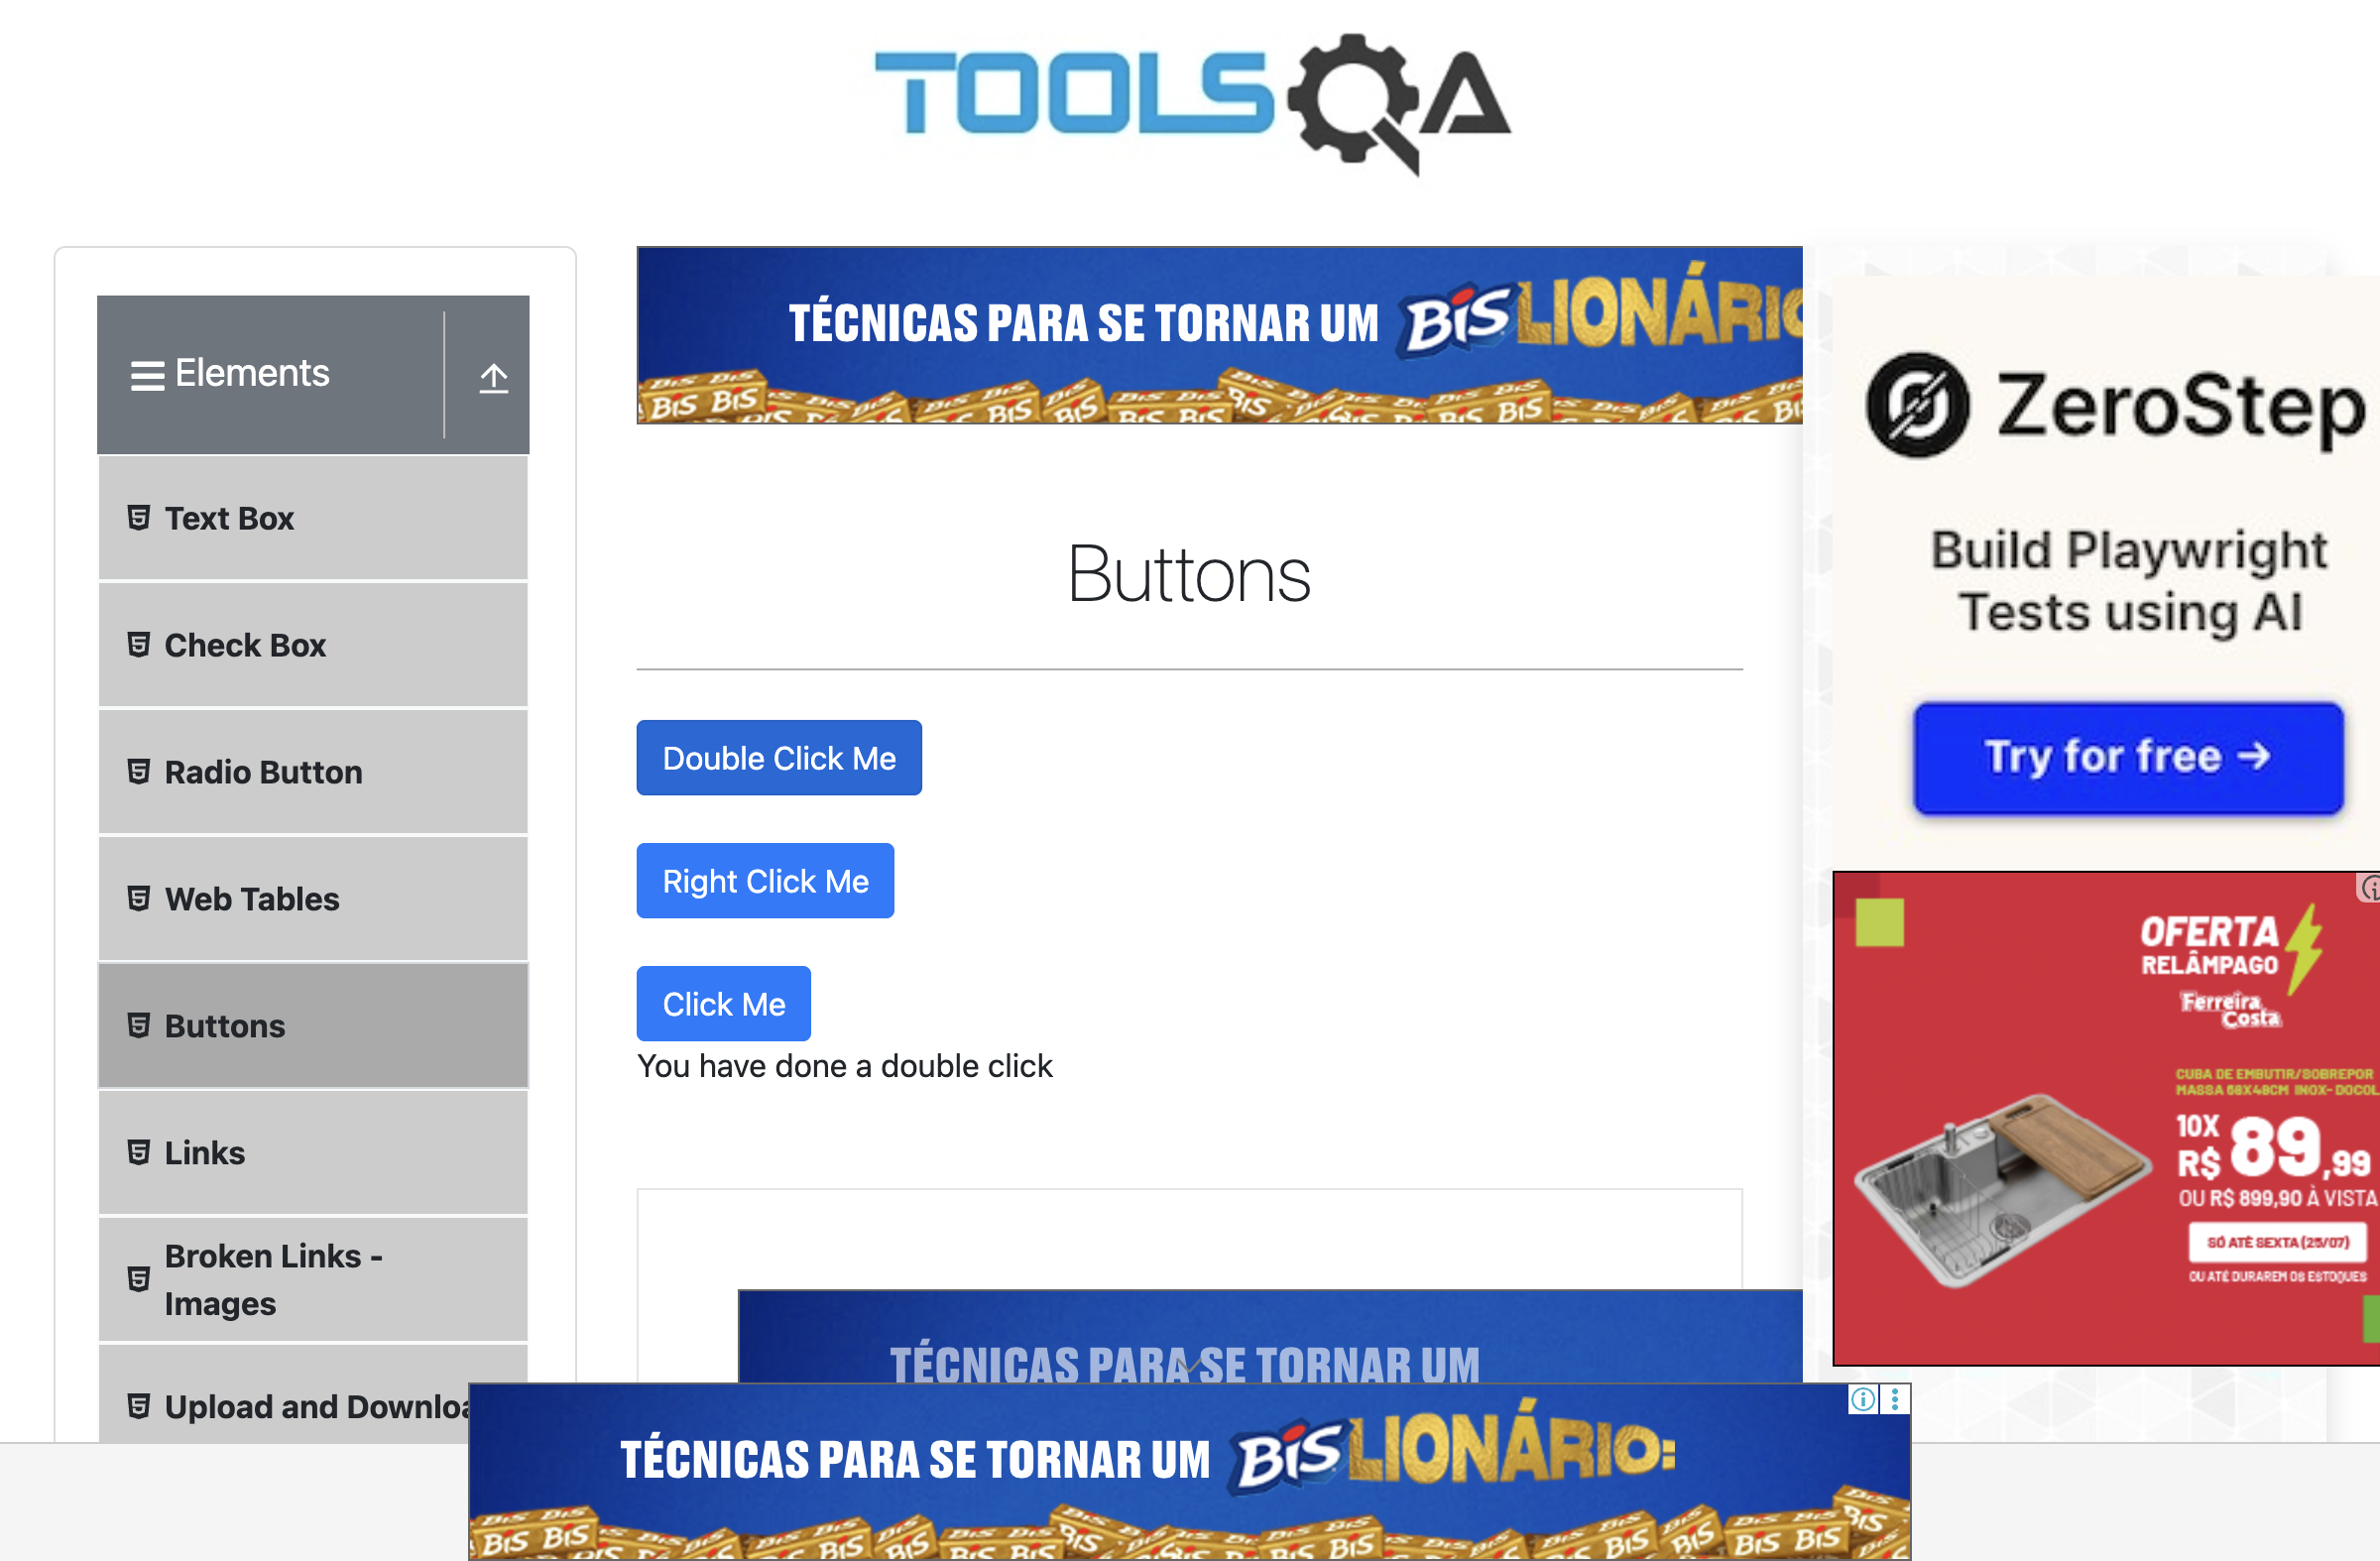 TOOLSQA
Elements
Text Box
Check Box
Radio Button
Web Tables
Buttons
Links
Broken Links -
Images
Upload and Downloa
TÉCNICAS PARA SE TORNAR UM BIS LIONÁRIO
Buttons
Double Click Me
Right Click Me
Click Me
You have done a double click
TÉCNICAS PARA SE TORNAR UM
TÉCNICAS PARA SE TORNAR UM BIS LIONÁRIO:
BIS BIS
ZeroStep
Build Playwright
Tests using AI
Try for free →
OFERTA
RELÂMPAGO
Ferreira
Costa
CUBA DE EMBUTIR/SOBREPOR
MASSA 68X48CM INOX- DOCOL
10X
R$ 89,99
OU R$ 899,90 À VISTA
SÓ ATÉ SEXTA (25/07)
OU ATÉ DURAREM OS ESTOQUES